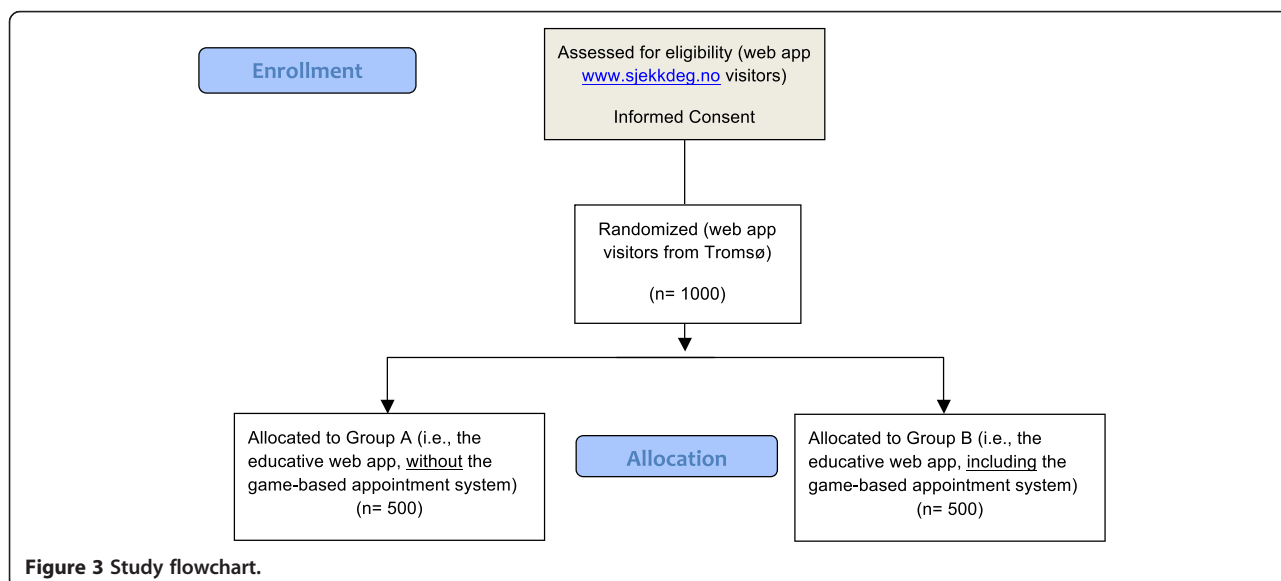 Enrollment
Assessed for eligibility (web app
www.sjekkdeg.no visitors)
Informed Consent
Randomized (web app
visitors from Tromsø)
(n= 1000)
Allocated to Group A (i.e., the
educative web app, without the
game-based appointment system)
(n= 500)
Allocation
Allocated to Group B (i.e., the
educative web app, including the
game-based appointment system)
(n= 500)
Figure 3 Study flowchart.